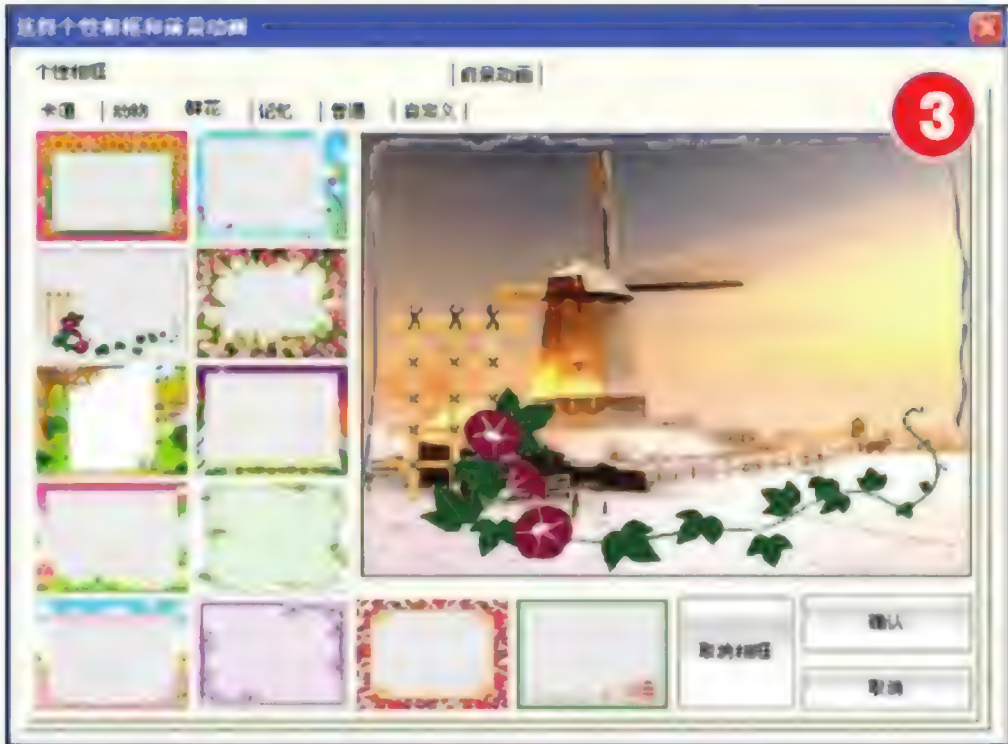 选择个性相框和前景动画
个性相框 前景动画
卡通 动物 鲜花 记忆 普通 自定义
3
取消相框
确认
取消